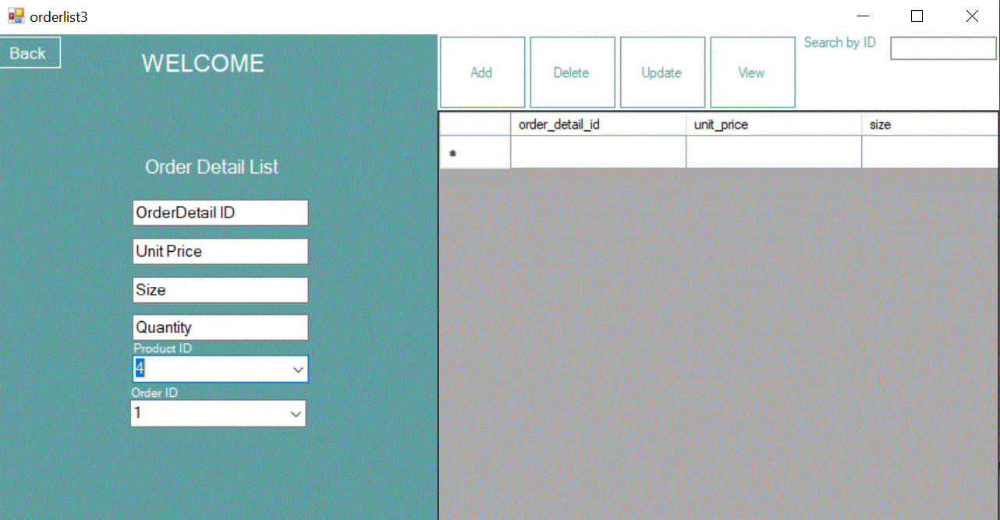 orderlist3
Back
WELCOME
Order Detail List
OrderDetail ID
Unit Price
Size
Quantity
Product ID
4
Order ID
1
Add Delete Update View Search by ID
order_detail_id unit_price size